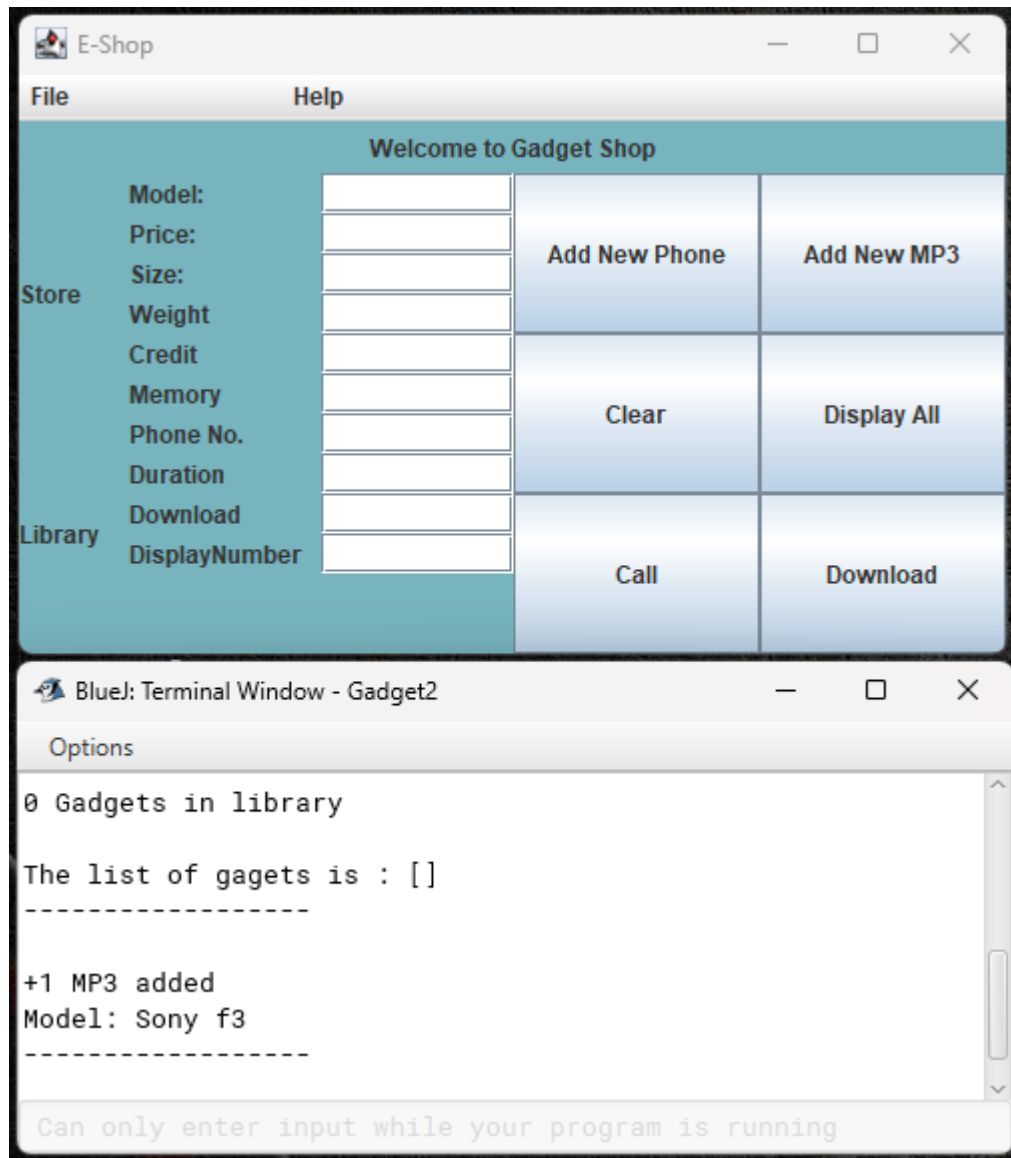 E-Shop
File Help
Welcome to Gadget Shop
Model:
Price:
Size:
Store
Weight
Credit
Memory
Phone No.
Duration
Download
Library
DisplayNumber
Add New Phone Add New MP3
Clear Display All
Call Download
BlueJ: Terminal Window - Gadget2
Options
0 Gadgets in library
The list of gagets is : []
------------------
+1 MP3 added
Model: Sony f3
------------------
Can only enter input while your program is running